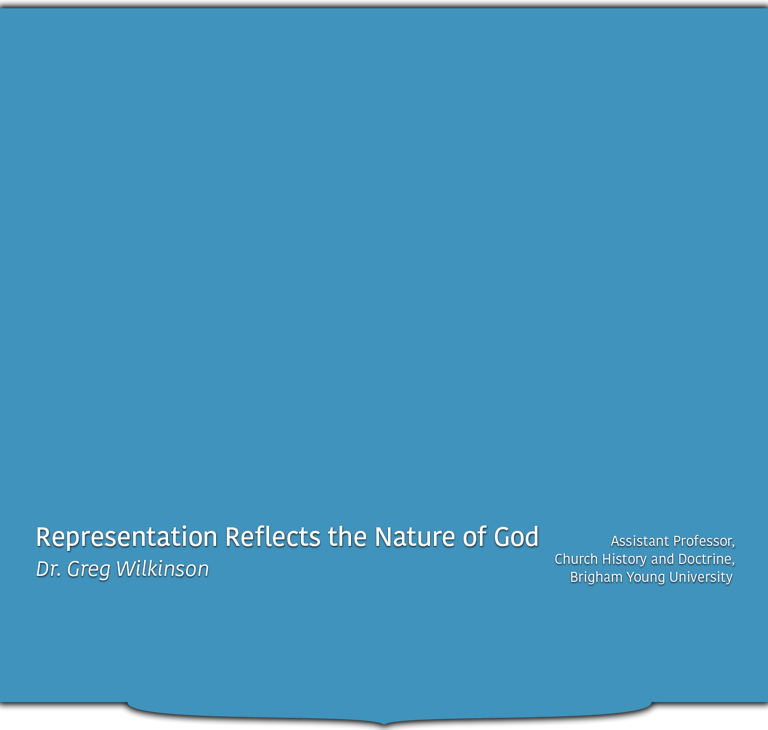 Representation Reflects the Nature of God
Dr. Greg Wilkinson
Assistant Professor,
Church History and Doctrine,
Brigham Young University